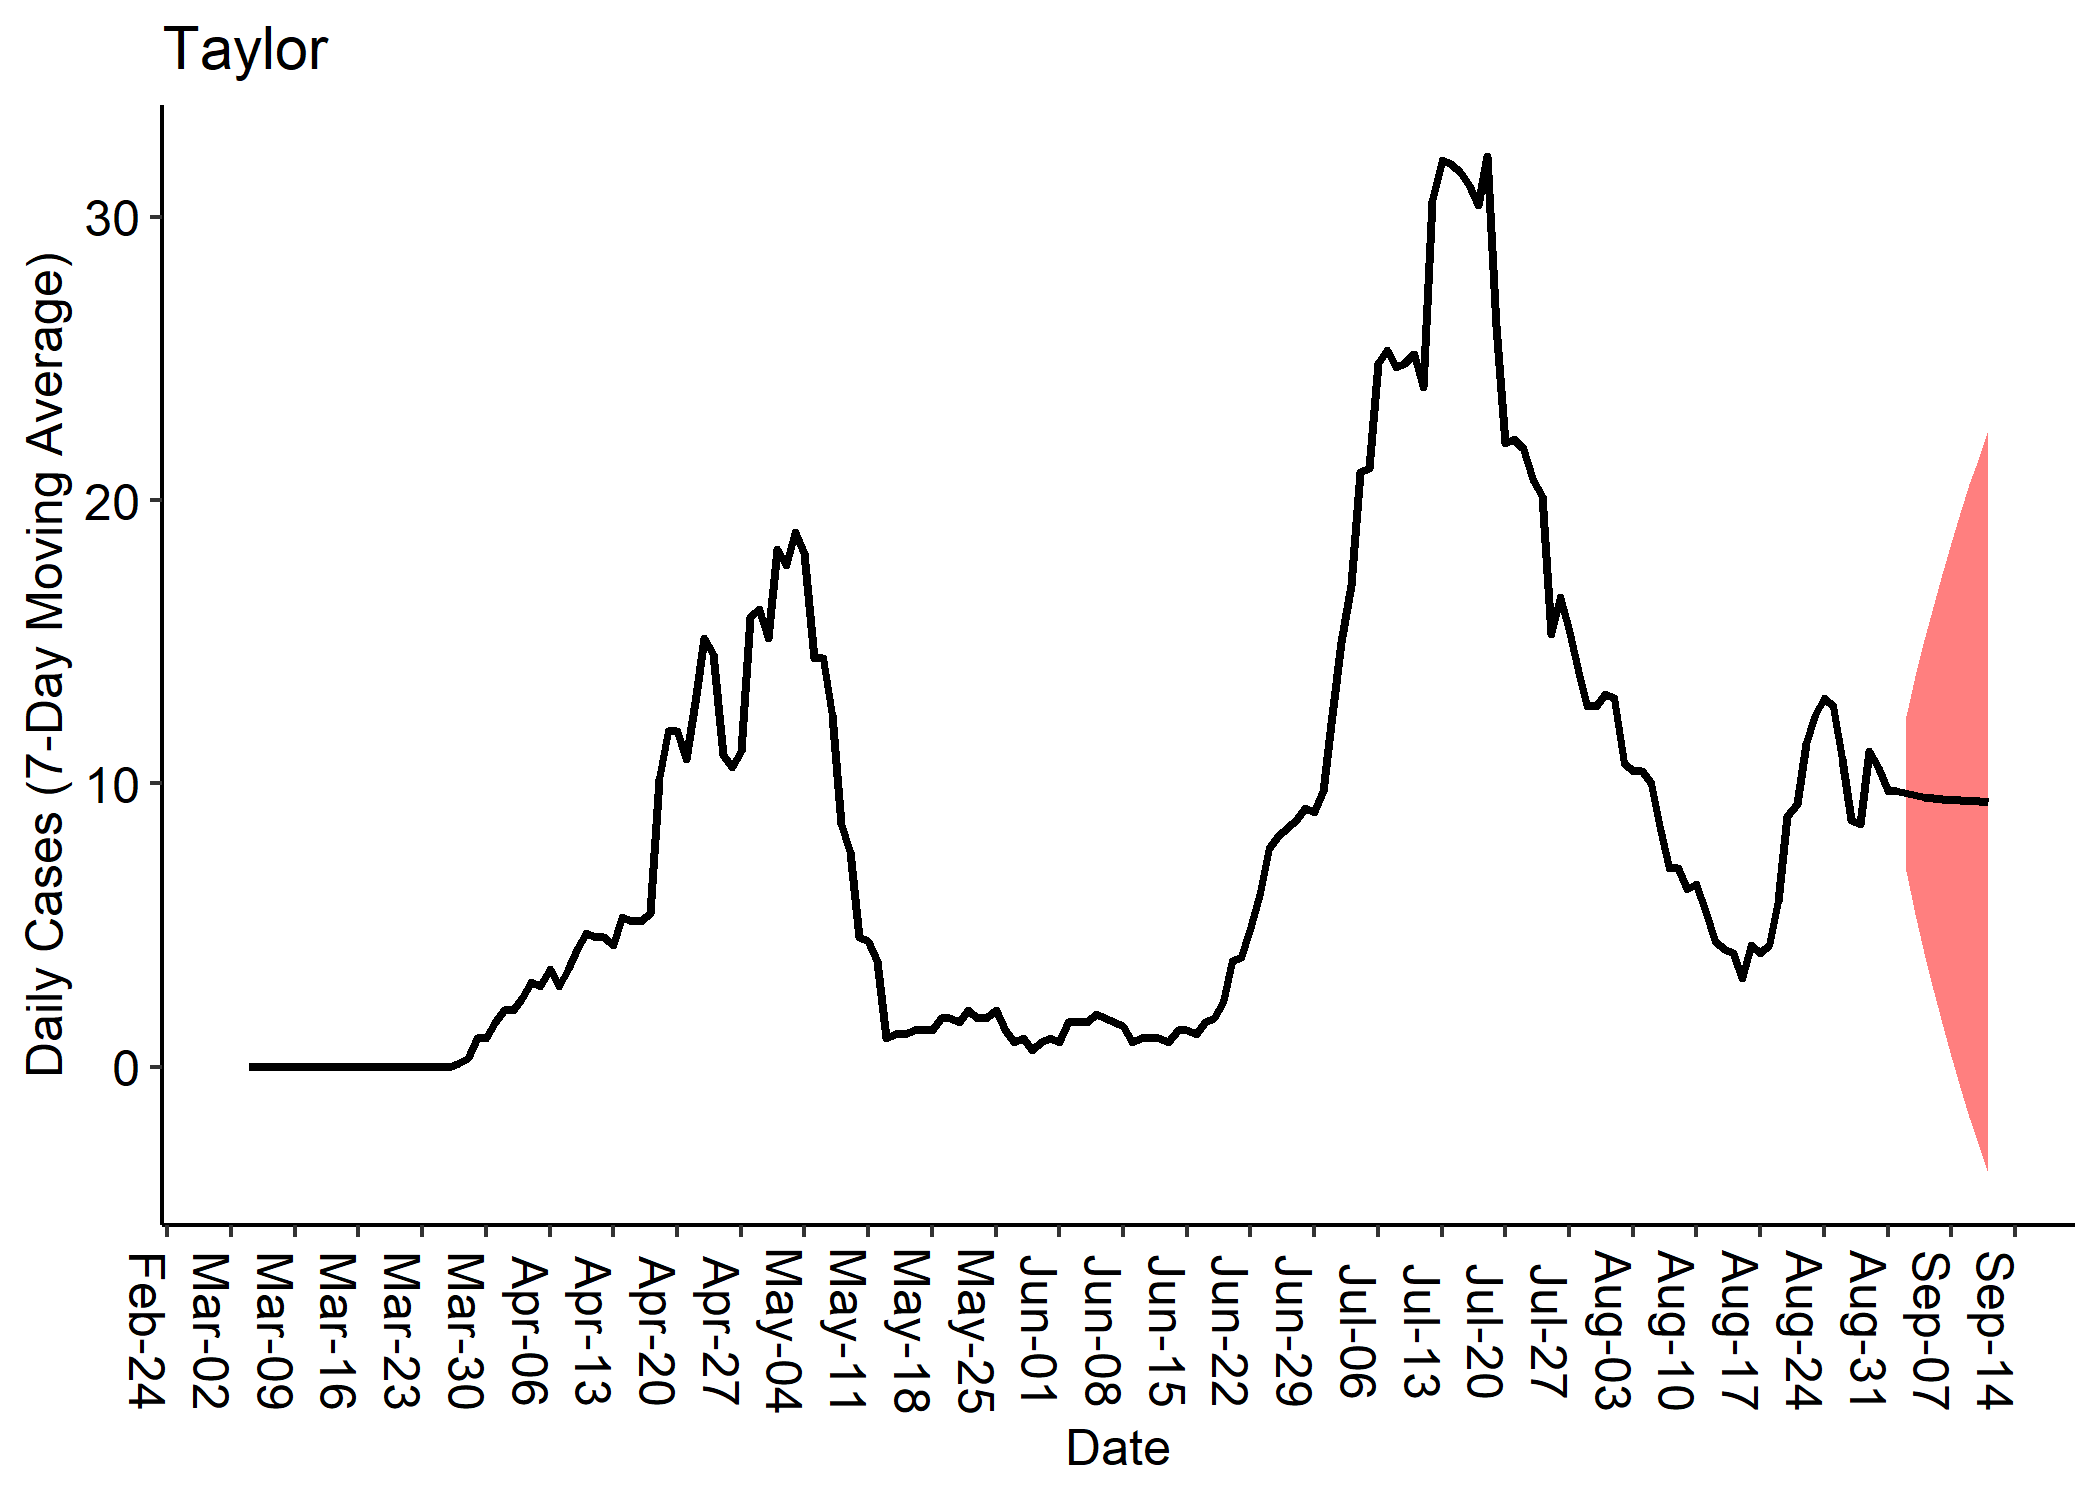 Taylor
Daily Cases (7-Day Moving Average)
30
20
10
0
Feb-24
Mar-02
Mar-09
Mar-16
Mar-23
Mar-30
Apr-06
Apr-13
Apr-20
Apr-27
May-04
May-11
May-18
May-25
Jun-01
Jun-08
Jun-15
Jun-22
Jun-29
Jul-06
Jul-13
Jul-20
Jul-27
Aug-03
Aug-10
Aug-17
Aug-24
Aug-31
Sep-07
Sep-14
Date